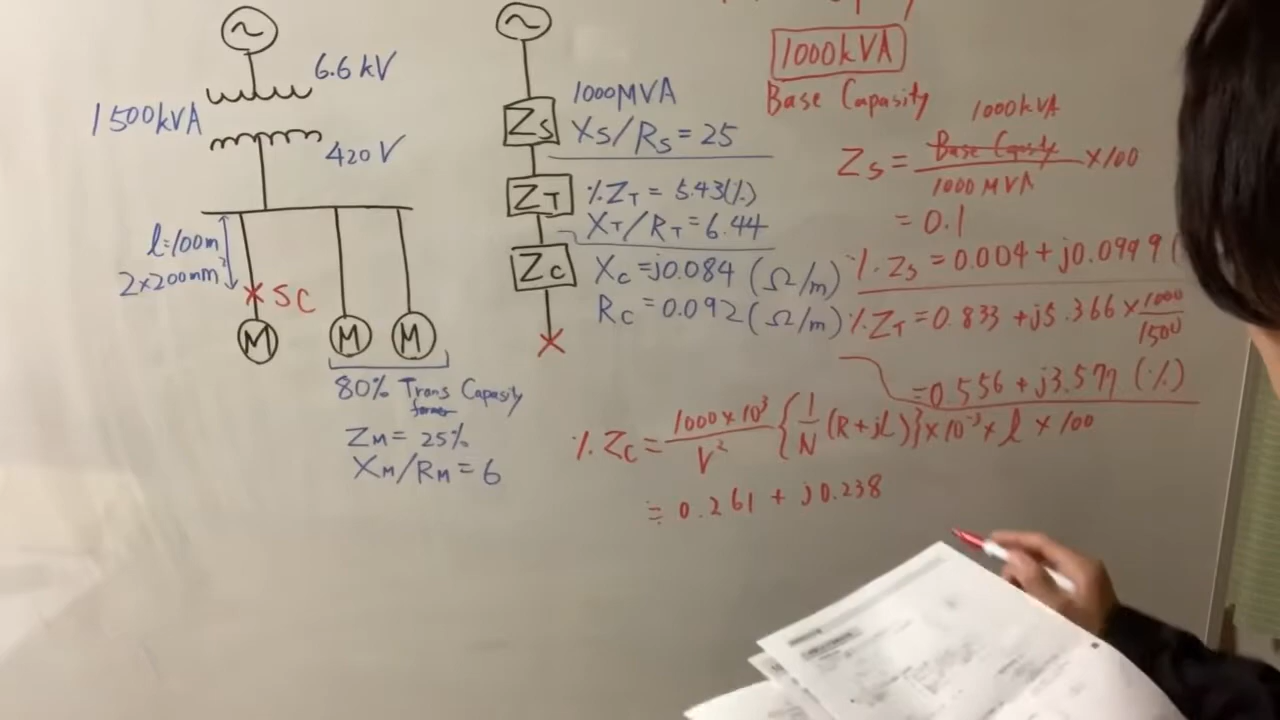 6.6 kV
1500kVA
420V
l=100m
2×200mm²
SC
M
M
M
80% Trans Capasity
former
ZM = 25%
XM/RM = 6
ZS
1000MVA
XS/RS = 25
ZT
%ZT = 5.43(%)
XT/RT = 6.44
ZC
XC = j0.084 (Ω/m)
RC = 0.092 (Ω/m)
1000kVA
Base Capasity
1000kVA
ZS = ×100
1000 MVA
= 0.1
%ZS = 0.004 + j0.0999 (
%ZT = 0.833 + j5.366 × 1000/1500
= 0.556 + j3.577 (%)
%ZC = 1000×10³/V² {1/N (R+jL)} ×10⁻³ × l × 100
≡ 0.261 + j0.238